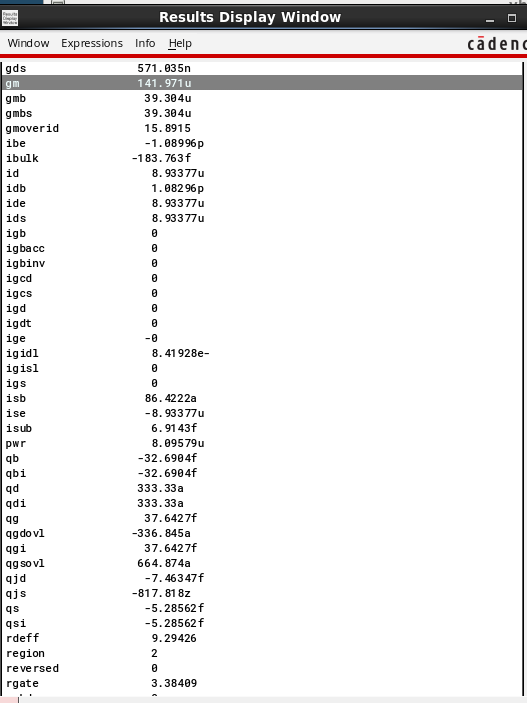 Results Display Window
Window Expressions Info Help
gds 571.035n
gm 141.971u
gmb 39.304u
gmbs 39.304u
gmoverid 15.8915
ibe -1.08996p
ibulk -183.763f
id 8.93377u
idb 1.08296p
ide 8.93377u
ids 8.93377u
igb 0
igbacc 0
igbinv 0
igcd 0
igcs 0
igd 0
igdt 0
ige -0
igidl 8.41928e-
igisl 0
igs 0
isb 86.4222a
ise -8.93377u
isub 6.9143f
pwr 8.09579u
qb -32.6904f
qbi -32.6904f
qd 333.33a
qdi 333.33a
qg 37.6427f
qgdovl -336.845a
qgi 37.6427f
qgsovl 664.874a
qjd -7.46347f
qjs -817.818z
qs -5.28562f
qsi -5.28562f
rdeff 9.29426
region 2
reversed 0
rgate 3.38409